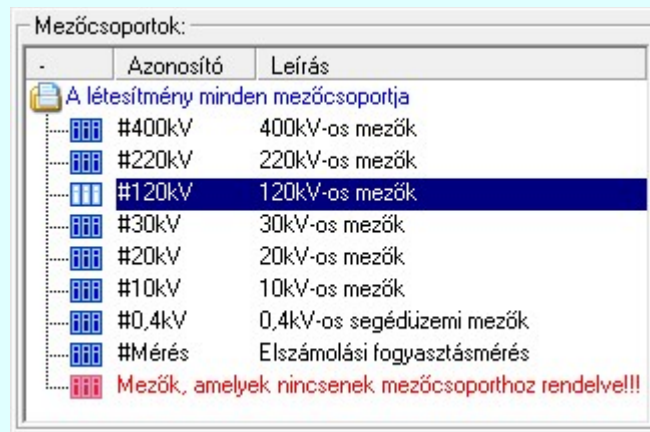 Mezőcsoportok:
- Azonosító Leírás
A létesítmény minden mezőcsoportja
#400kV 400kV-os mezők
#220kV 220kV-os mezők
#120kV 120kV-os mezők
#30kV 30kV-os mezők
#20kV 20kV-os mezők
#10kV 10kV-os mezők
#0,4kV 0,4kV-os segédüzemi mezők
#Mérés Elszámolási fogyasztásmérés
Mezők, amelyek nincsenek mezőcsoporthoz rendelve!!!